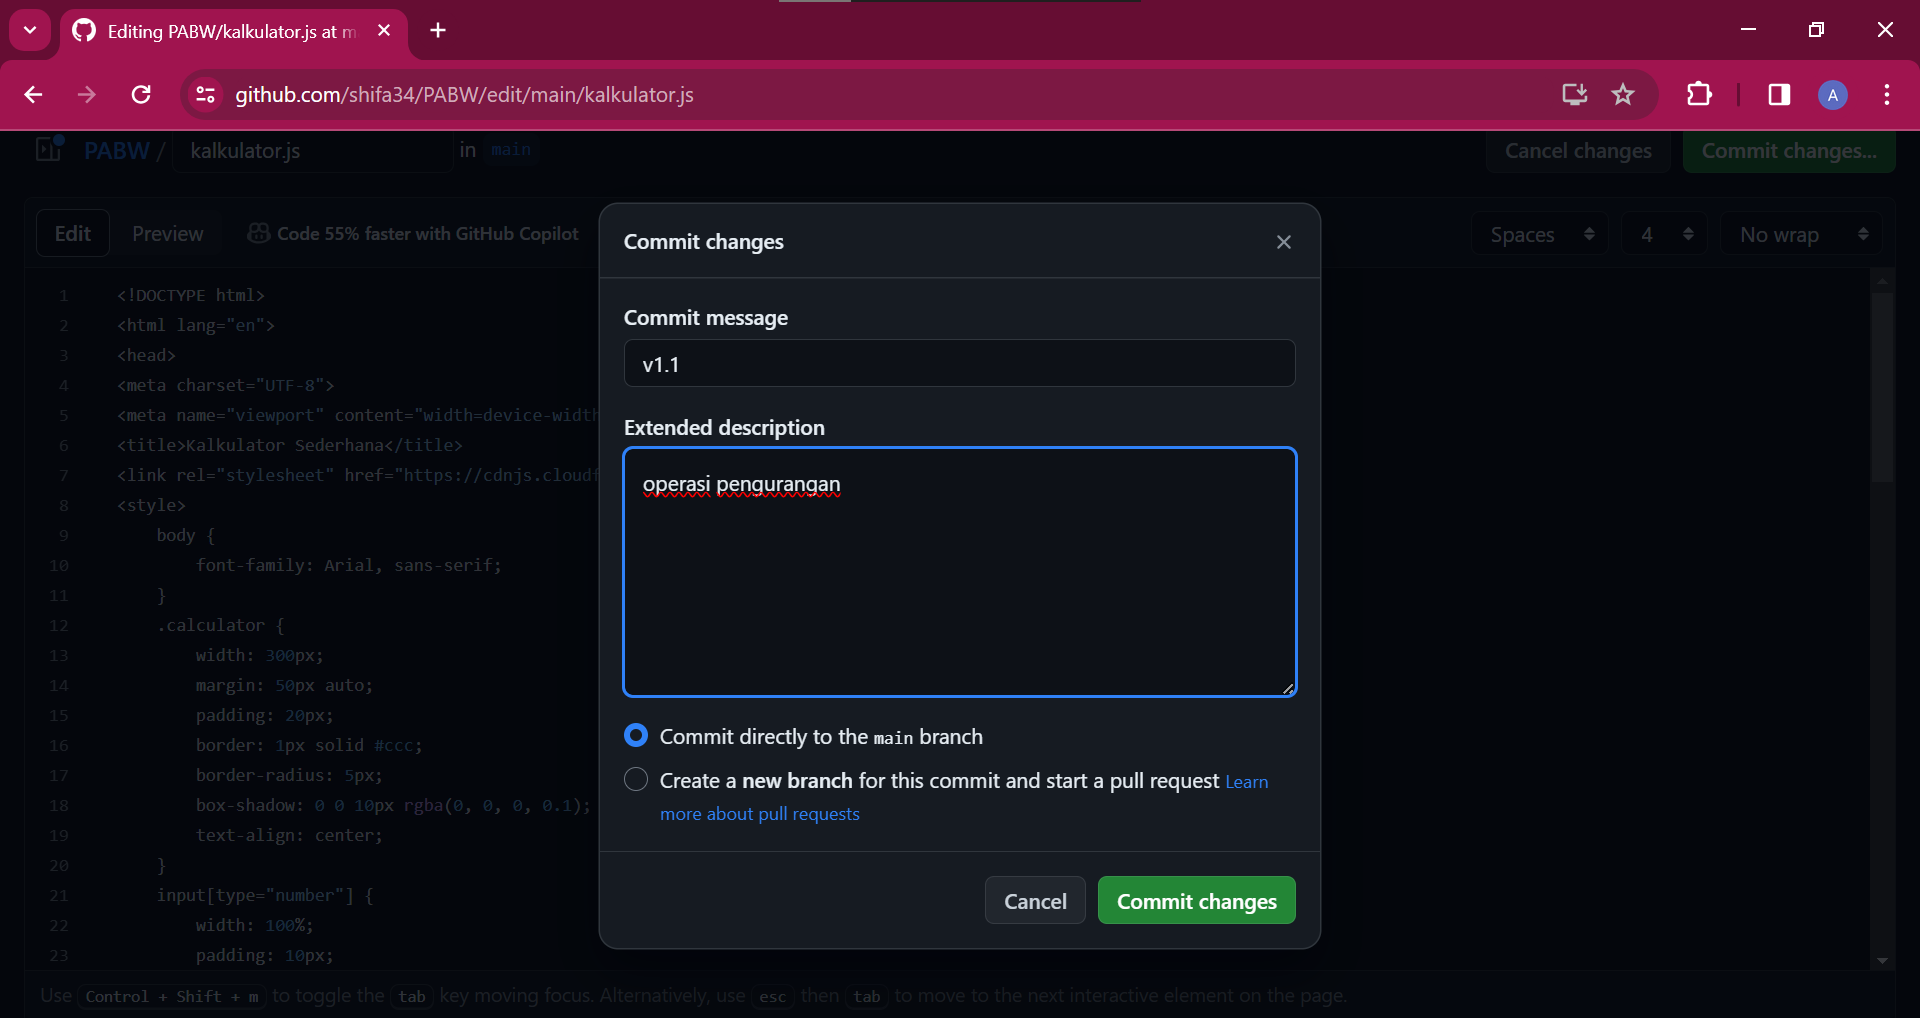 Editing PABW/kalkulator.js at m
github.com/shifa34/PABW/edit/main/kalkulator.js
A
PABW / kalkulator.js in main
Cancel changes
Commit changes...
Edit
Preview
Code 55% faster with GitHub Copilot
Spaces
4
No wrap
1 <!DOCTYPE html>
2 <html lang="en">
3 <head>
4 <meta charset="UTF-8">
5 <meta name="viewport" content="width=device-width
6 <title>Kalkulator Sederhana</title>
7 <link rel="stylesheet" href="https://cdnjs.cloudf
8 <style>
9 body {
10 font-family: Arial, sans-serif;
11 }
12 .calculator {
13 width: 300px;
14 margin: 50px auto;
15 padding: 20px;
16 border: 1px solid #ccc;
17 border-radius: 5px;
18 box-shadow: 0 0 10px rgba(0, 0, 0, 0.1);
19 text-align: center;
20 }
21 input[type="number"] {
22 width: 100%;
23 padding: 10px;
Commit changes
Commit message
v1.1
Extended description
operasi pengurangan
Commit directly to the main branch
Create a new branch for this commit and start a pull request Learn
more about pull requests
Cancel
Commit changes
Use Control + Shift + m to toggle the tab key moving focus. Alternatively, use esc then tab to move to the next interactive element on the page.